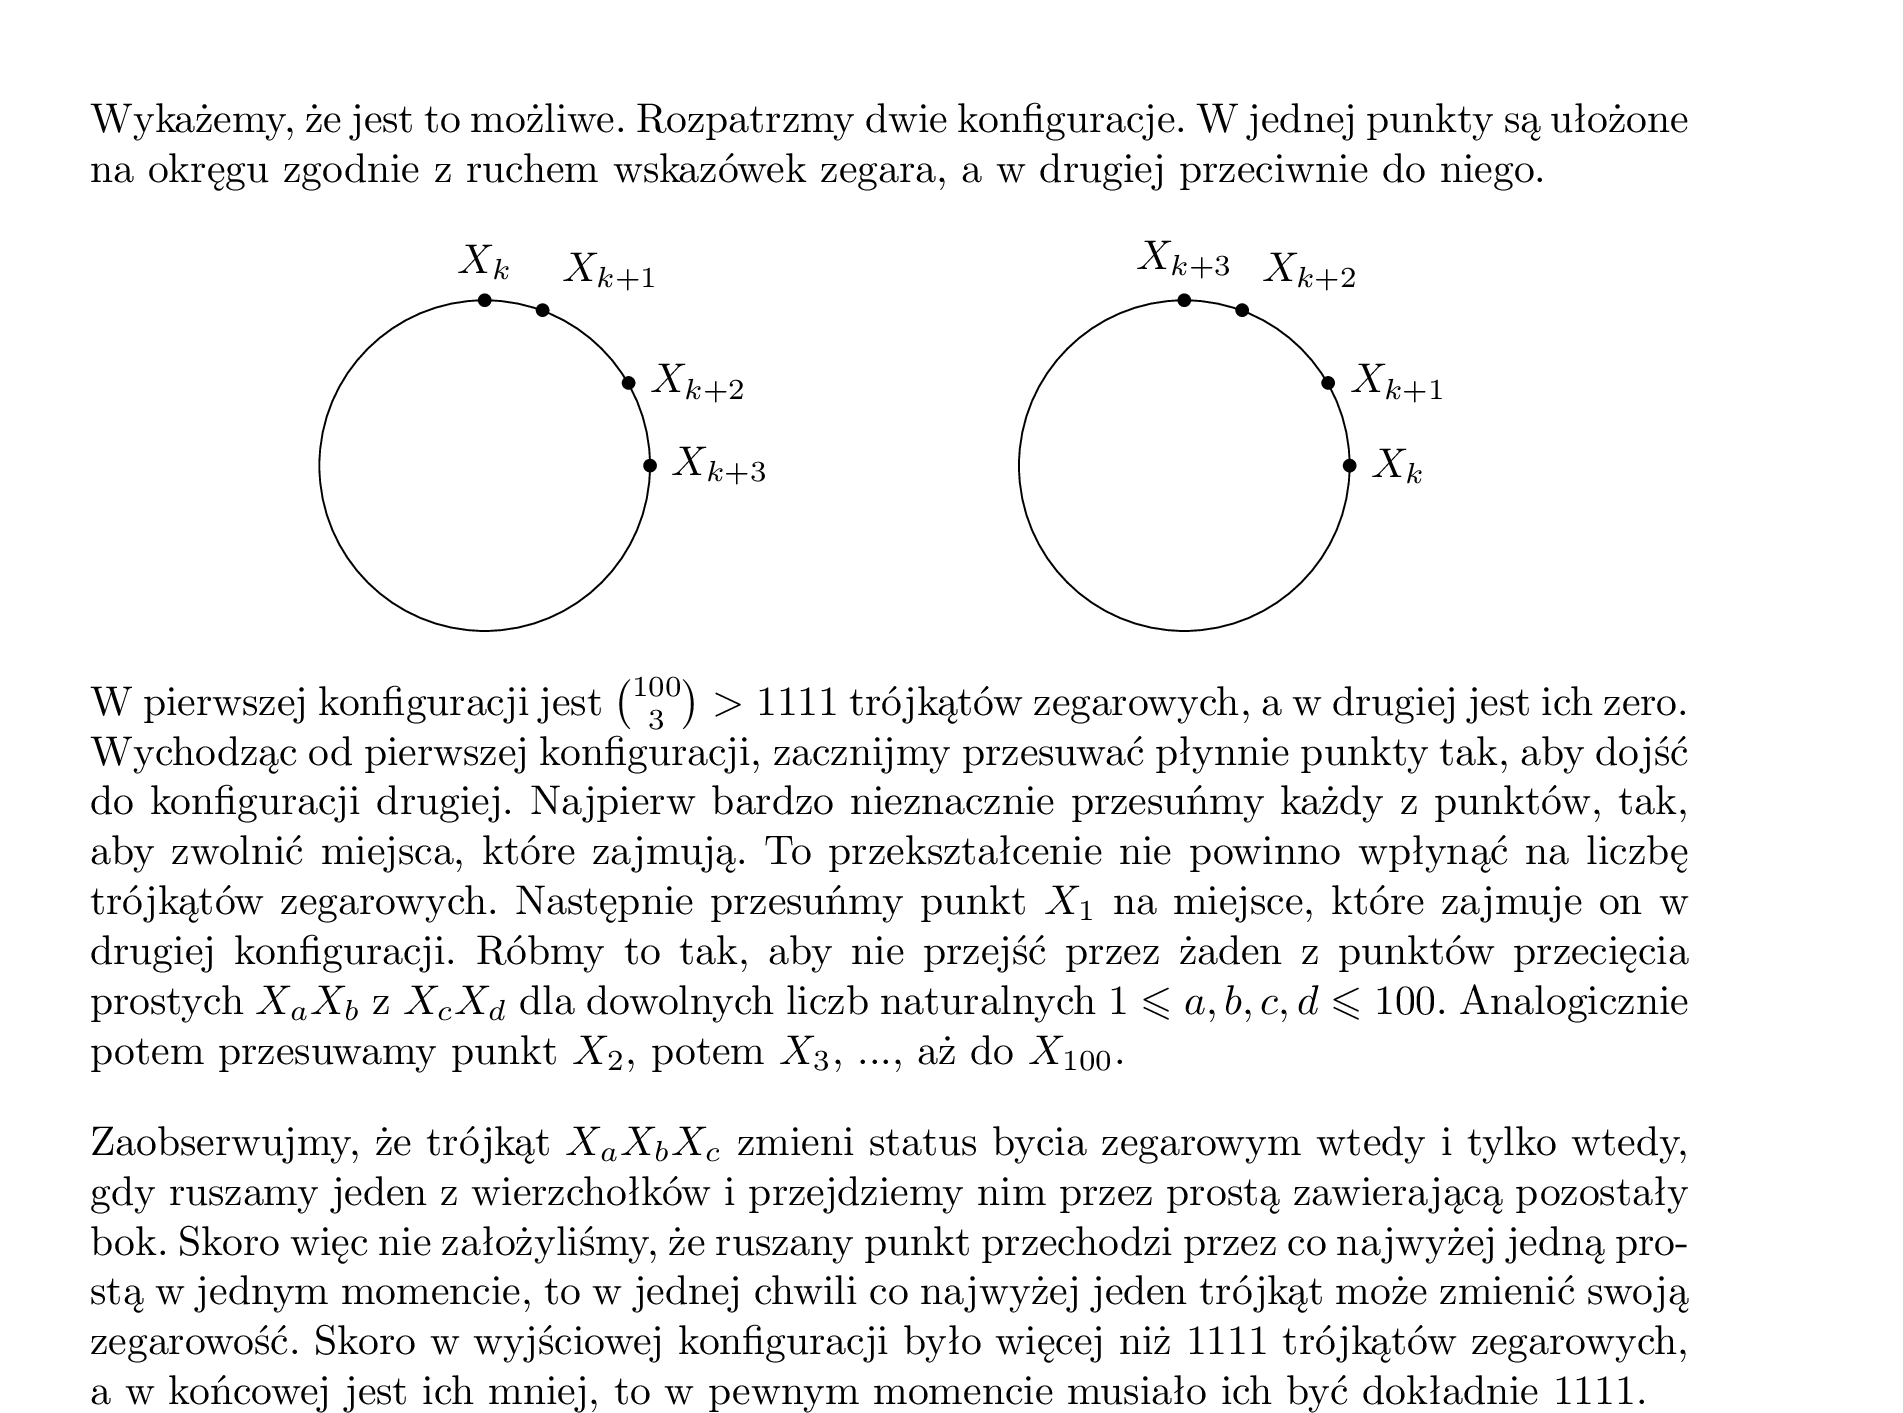 Wykażemy, że jest to możliwe. Rozpatrzmy dwie konfiguracje. W jednej punkty są ułożone
na okręgu zgodnie z ruchem wskazówek zegara, a w drugiej przeciwnie do niego.
X_k X_{k+1} X_{k+3} X_{k+2}
X_{k+2} X_{k+1}
X_{k+3} X_k
W pierwszej konfiguracji jest \binom{100}{3} > 1111 trójkątów zegarowych, a w drugiej jest ich zero.
Wychodząc od pierwszej konfiguracji, zacznijmy przesuwać płynnie punkty tak, aby dojść
do konfiguracji drugiej. Najpierw bardzo nieznacznie przesuńmy każdy z punktów, tak,
aby zwolnić miejsca, które zajmują. To przekształcenie nie powinno wpłynąć na liczbę
trójkątów zegarowych. Następnie przesuńmy punkt X_1 na miejsce, które zajmuje on w
drugiej konfiguracji. Róbmy to tak, aby nie przejść przez żaden z punktów przecięcia
prostych X_aX_b z X_cX_d dla dowolnych liczb naturalnych 1 ⩽ a, b, c, d ⩽ 100. Analogicznie
potem przesuwamy punkt X_2, potem X_3, ..., aż do X_{100}.
Zaobserwujmy, że trójkąt X_aX_bX_c zmieni status bycia zegarowym wtedy i tylko wtedy,
gdy ruszamy jeden z wierzchołków i przejdziemy nim przez prostą zawierającą pozostały
bok. Skoro więc nie założyliśmy, że ruszany punkt przechodzi przez co najwyżej jedną pro-
stą w jednym momencie, to w jednej chwili co najwyżej jeden trójkąt może zmienić swoją
zegarowość. Skoro w wyjściowej konfiguracji było więcej niż 1111 trójkątów zegarowych,
a w końcowej jest ich mniej, to w pewnym momencie musiało ich być dokładnie 1111.